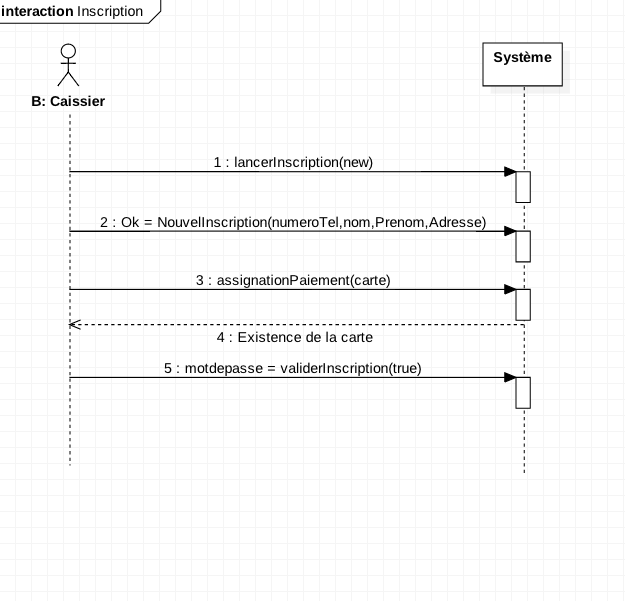 interaction Inscription
Système
B: Caissier
1 : lancerInscription(new)
2 : Ok = NouvelInscription(numeroTel,nom,Prenom,Adresse)
3 : assignationPaiement(carte)
4 : Existence de la carte
5 : motdepasse = validerInscription(true)